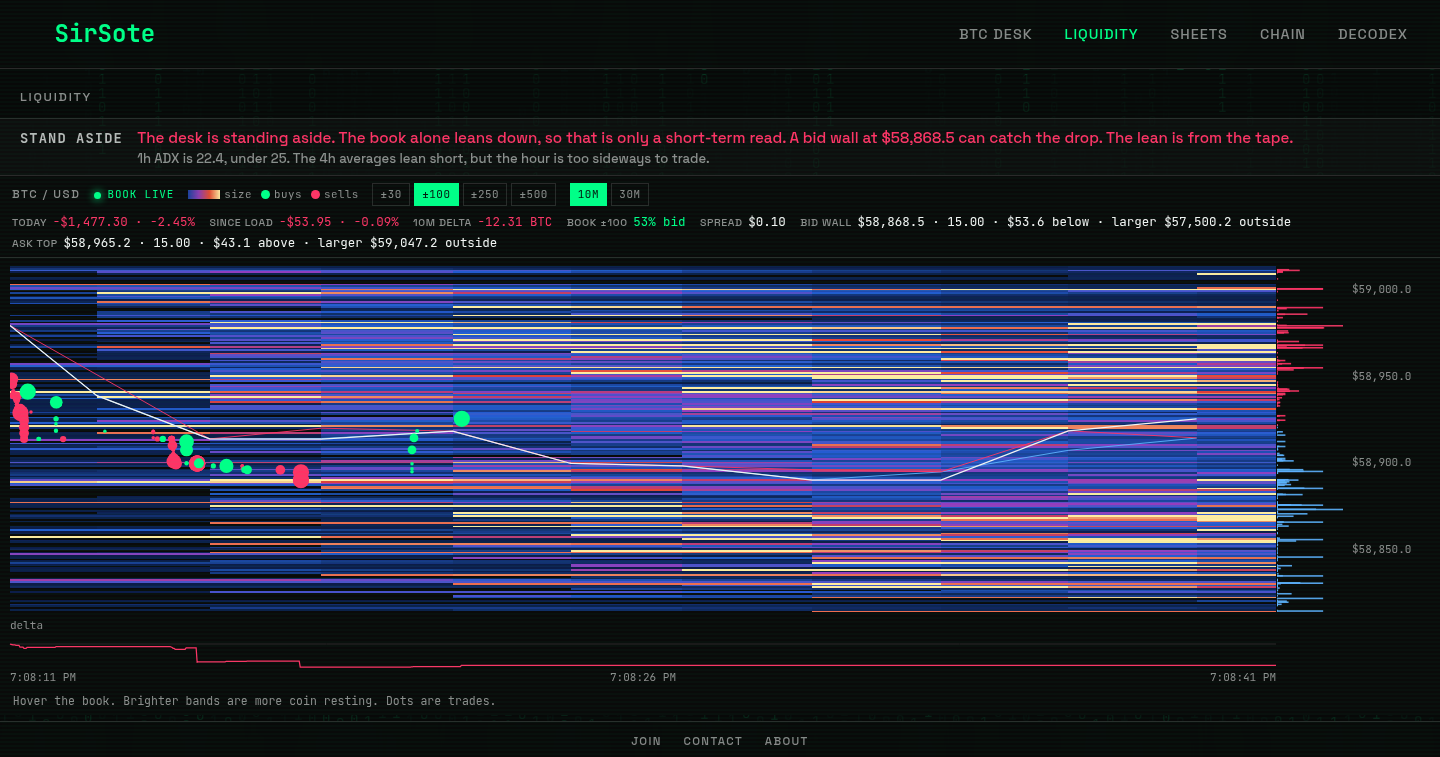 SirSote
BTC DESK LIQUIDITY SHEETS CHAIN DECODEX
LIQUIDITY
STAND ASIDE The desk is standing aside. The book alone leans down, so that is only a short-term read. A bid wall at $58,868.5 can catch the drop. The lean is from the tape.
1h ADX is 22.4, under 25. The 4h averages lean short, but the hour is too sideways to trade.
BTC / USD BOOK LIVE size buys sells ±30 ±100 ±250 ±500 10M 30M
TODAY -$1,477.30 · -2.45% SINCE LOAD -$53.95 · -0.09% 10M DELTA -12.31 BTC BOOK ±100 53% bid SPREAD $0.10 BID WALL $58,868.5 · 15.00 · $53.6 below · larger $57,500.2 outside
ASK TOP $58,965.2 · 15.00 · $43.1 above · larger $59,047.2 outside
$59,000.0
$58,950.0
$58,900.0
$58,850.0
delta
7:08:11 PM 7:08:26 PM 7:08:41 PM
Hover the book. Brighter bands are more coin resting. Dots are trades.
JOIN CONTACT ABOUT